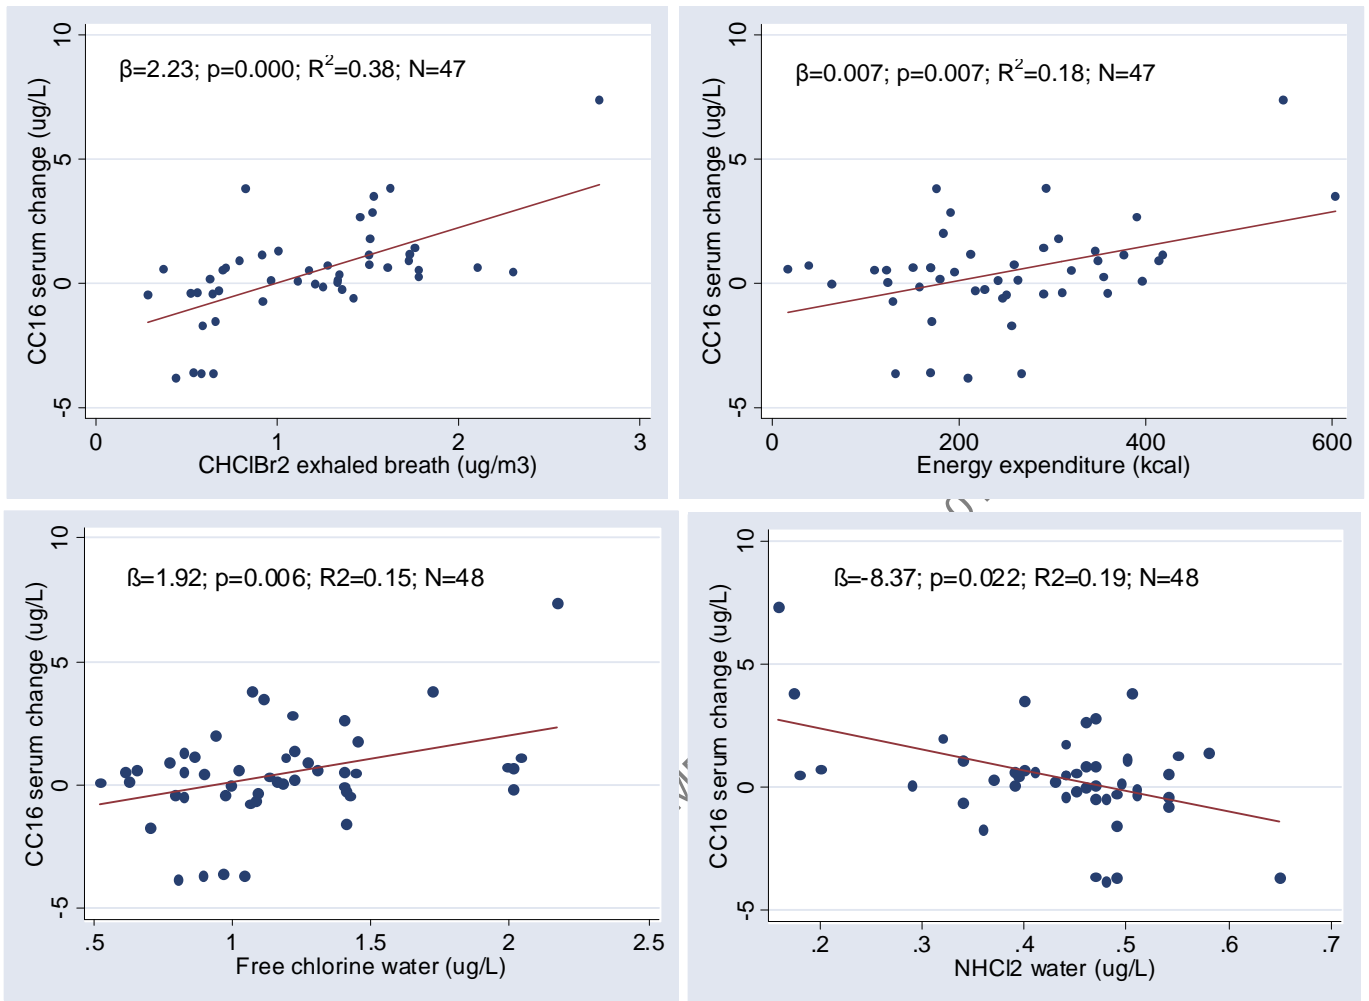 β=2.23; p=0.000; R²=0.38; N=47
CC16 serum change (ug/L)
10
5
0
-5
0 1 2 3
CHClBr2 exhaled breath (ug/m3)
β=0.007; p=0.007; R²=0.18; N=47
CC16 serum change (ug/L)
10
5
0
-5
0 200 400 600
Energy expenditure (kcal)
ß=1.92; p=0.006; R2=0.15; N=48
CC16 serum change (ug/L)
10
5
0
-5
.5 1 1.5 2 2.5
Free chlorine water (ug/L)
ß=-8.37; p=0.022; R2=0.19; N=48
CC16 serum change (ug/L)
10
5
0
-5
.2 .3 .4 .5 .6 .7
NHCl2 water (ug/L)